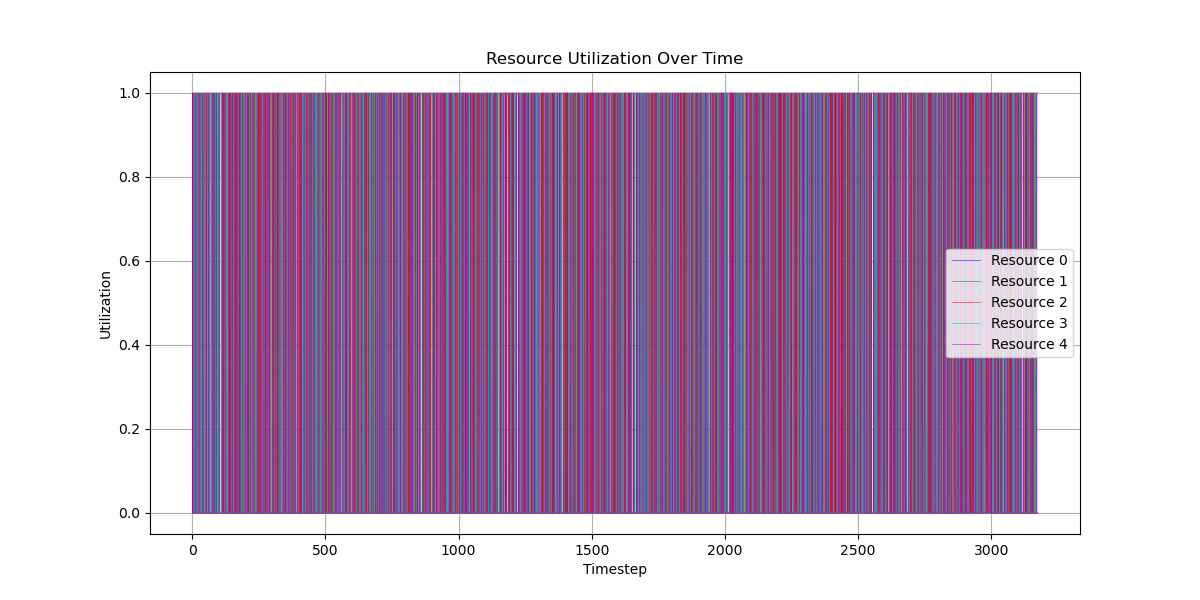 Resource Utilization Over Time
1.0
0.8
0.6
0.4
0.2
0.0
Utilization
Resource 0
Resource 1
Resource 2
Resource 3
Resource 4
0 500 1000 1500 2000 2500 3000
Timestep